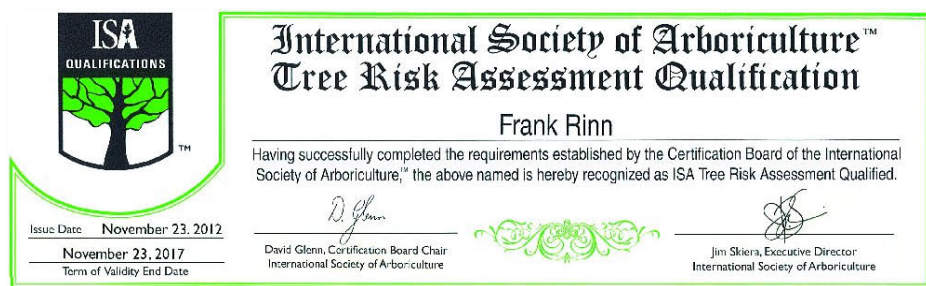 ISA
QUALIFICATIONS
TM
International Society of Arboriculture™
Tree Risk Assessment Qualification
Frank Rinn
Having successfully completed the requirements established by the Certification Board of the International
Society of Arboriculture,™ the above named is hereby recognized as ISA Tree Risk Assessment Qualified.
Issue Date November 23, 2012
November 23, 2017
Term of Validity End Date
D. Glenn
David Glenn, Certification Board Chair
International Society of Arboriculture
Jim Skiera, Executive Director
International Society of Arboriculture